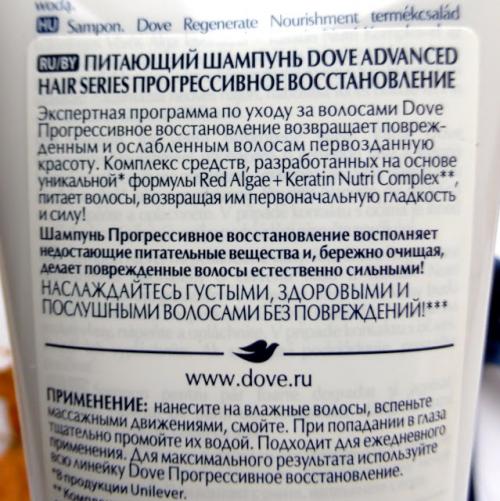 wodą.
HU Sampon. Dove Regenerate Nourishment termékcsalád
RU/BY ПИТАЮЩИЙ ШАМПУНЬ DOVE ADVANCED
HAIR SERIES ПРОГРЕССИВНОЕ ВОССТАНОВЛЕНИЕ
Экспертная программа по уходу за волосами Dove
Прогрессивное восстановление возвращает повреж-
денным и ослабленным волосам первозданную
красоту. Комплекс средств, разработанных на основе
уникальной* формулы Red Algae + Keratin Nutri Complex**,
питает волосы, возвращая им первоначальную гладкость
и силу!
Шампунь Прогрессивное восстановление восполняет
недостающие питательные вещества и, бережно очищая,
делает поврежденные волосы естественно сильными!
НАСЛАЖДАЙТЕСЬ ГУСТЫМИ, ЗДОРОВЫМИ И
ПОСЛУШНЫМИ ВОЛОСАМИ БЕЗ ПОВРЕЖДЕНИЙ!***
www.dove.ru
ПРИМЕНЕНИЕ: нанесите на влажные волосы, вспеньте
массажными движениями, смойте. При попадании в глаза
тщательно промойте их водой. Подходит для ежедневного
применения. Для максимального результата используйте
всю линейку Dove Прогрессивное восстановление.
*В продукции Unilever.